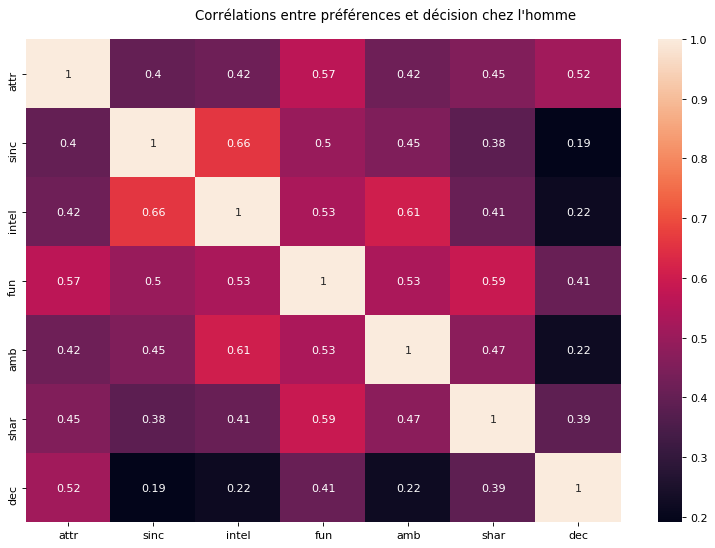 Corrélations entre préférences et décision chez l'homme
attr 1 0.4 0.42 0.57 0.42 0.45 0.52 1.0
sinc 0.4 1 0.66 0.5 0.45 0.38 0.19 0.9
intel 0.42 0.66 1 0.53 0.61 0.41 0.22 0.8
fun 0.57 0.5 0.53 1 0.53 0.59 0.41 0.7
amb 0.42 0.45 0.61 0.53 1 0.47 0.22 0.6
shar 0.45 0.38 0.41 0.59 0.47 1 0.39 0.5
dec 0.52 0.19 0.22 0.41 0.22 0.39 1 0.4
0.3
0.2
attr sinc intel fun amb shar dec